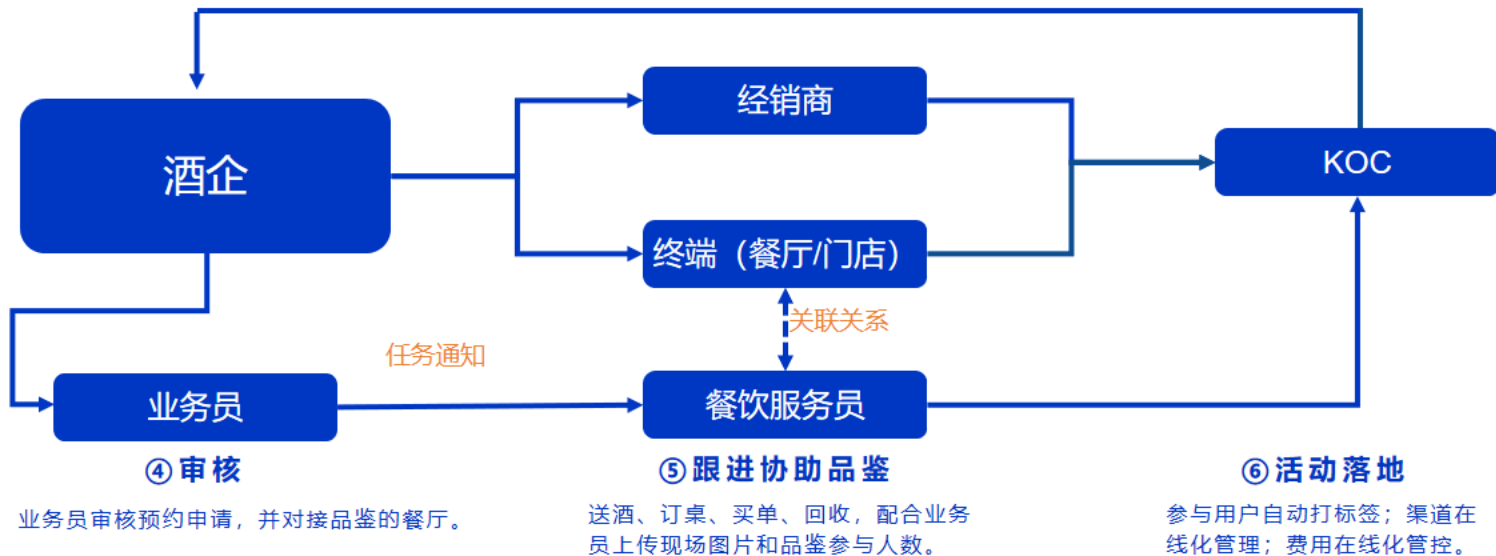 经销商
酒企
KOC
终端（餐厅/门店）
关联关系
任务通知
业务员
餐饮服务员
④审核
⑤跟进协助品鉴
⑥活动落地
业务员审核预约申请，并对接品鉴的餐厅。
送酒、订桌、买单、回收，配合业务
员上传现场图片和品鉴参与人数。
参与用户自动打标签；渠道在
线化管理；费用在线化管控。